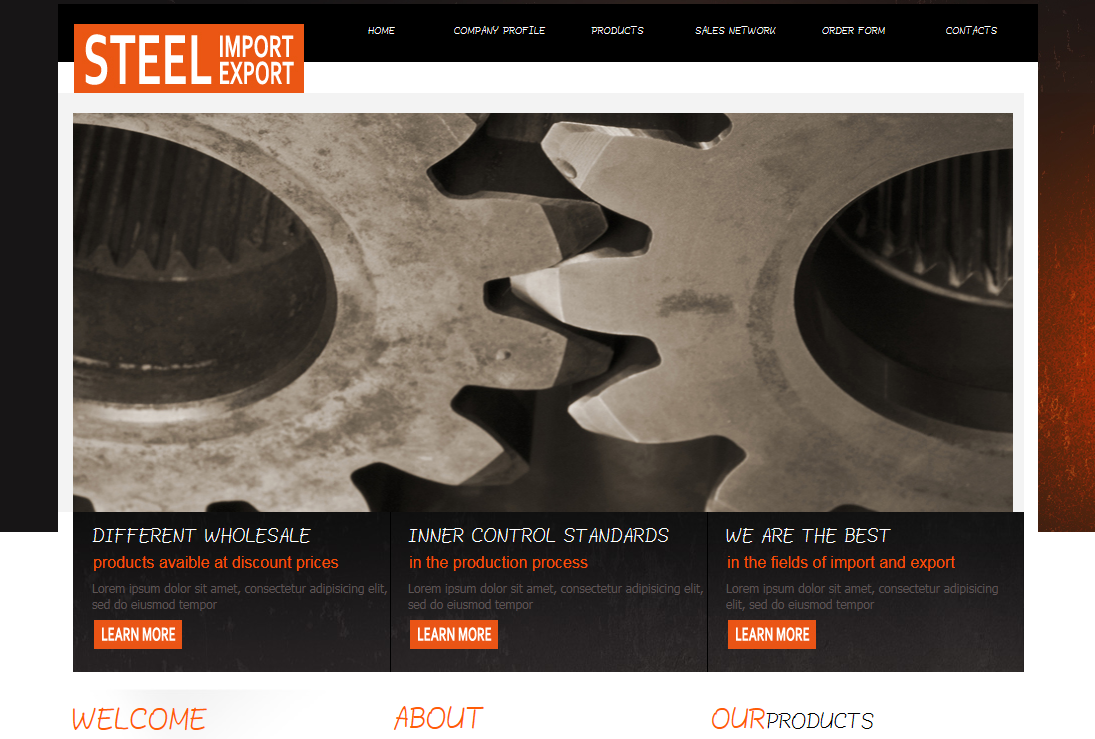 STEEL IMPORT EXPORT
HOME COMPANY PROFILE PRODUCTS SALES NETWORK ORDER FORM CONTACTS
DIFFERENT WHOLESALE
products avaible at discount prices
Lorem ipsum dolor sit amet, consectetur adipisicing elit,
sed do eiusmod tempor
LEARN MORE
INNER CONTROL STANDARDS
in the production process
Lorem ipsum dolor sit amet, consectetur adipisicing elit,
sed do eiusmod tempor
LEARN MORE
WE ARE THE BEST
in the fields of import and export
Lorem ipsum dolor sit amet, consectetur adipisicing
elit, sed do eiusmod tempor
LEARN MORE
WELCOME
ABOUT
OUR PRODUCTS